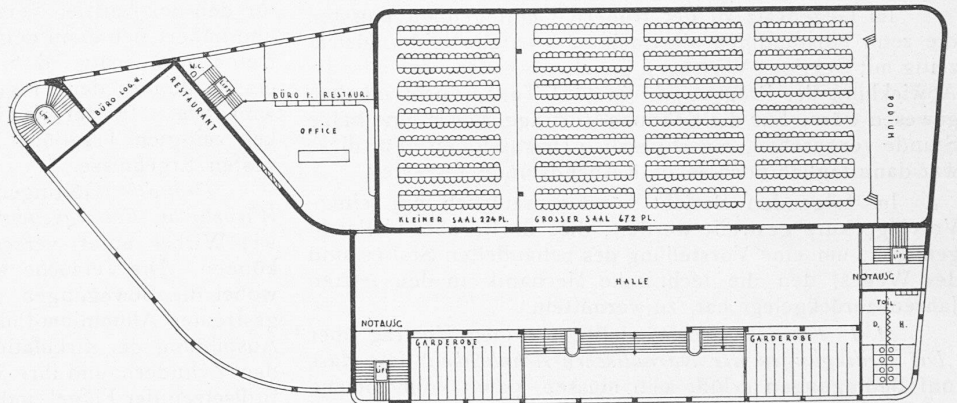 W.C.
LIFT
BÜRO LOG.H.
RESTAURANT
LIFT
BÜRO F. RESTAUR.
OFFICE
PODIUM
KLEINER SAAL 224 PL.
GROSSER SAAL 672 PL.
HALLE
LIFT
NOTAUSG.
NOTAUSG.
TOIL.
D.
H.
GARDEROBE
GARDEROBE
LIFT